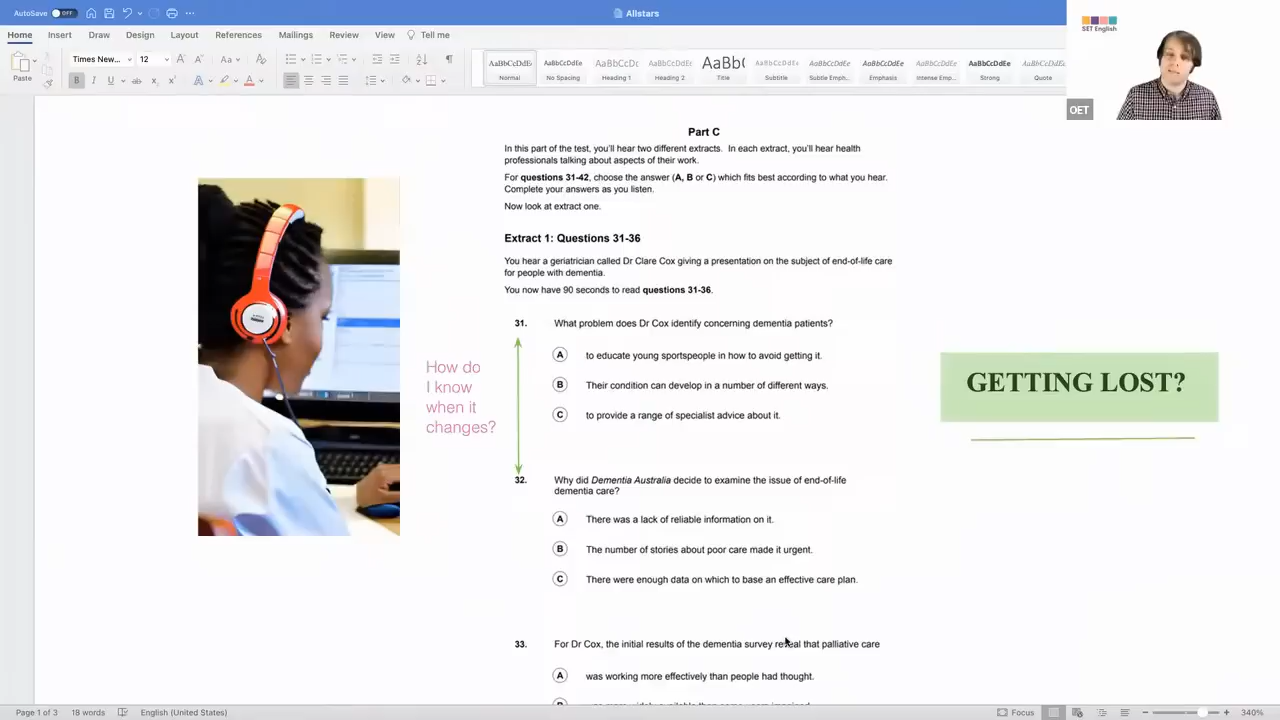 AutoSave OFF
Allstars
Home Insert Draw Design Layout References Mailings Review View Tell me
Paste
Times New... 12
B I U
AaBbCcDdEe AaBbCcDdEe AaBbCcDc AaBbCcDdEe AaBb( AaBbCcDdEe AaBbCcDdEe AaBbCcDdEe AaBbCcDdEe AaBbCcDdEe AaBbCcDdEe
Normal No Spacing Heading 1 Heading 2 Title Subtitle Subtle Emph... Emphasis Intense Emp... Strong Quote
SET English
OET
Part C
In this part of the test, you'll hear two different extracts. In each extract, you'll hear health
professionals talking about aspects of their work.
For questions 31-42, choose the answer (A, B or C) which fits best according to what you hear.
Complete your answers as you listen.
Now look at extract one.
Extract 1: Questions 31-36
You hear a geriatrician called Dr Clare Cox giving a presentation on the subject of end-of-life care
for people with dementia.
You now have 90 seconds to read questions 31-36.
31. What problem does Dr Cox identify concerning dementia patients?
A to educate young sportspeople in how to avoid getting it.
B Their condition can develop in a number of different ways.
C to provide a range of specialist advice about it.
How do
I know
when it
changes?
GETTING LOST?
32. Why did Dementia Australia decide to examine the issue of end-of-life
dementia care?
A There was a lack of reliable information on it.
B The number of stories about poor care made it urgent.
C There were enough data on which to base an effective care plan.
33. For Dr Cox, the initial results of the dementia survey reveal that palliative care
A was working more effectively than people had thought.
Page 1 of 3 18 words English (United States) Focus 340%